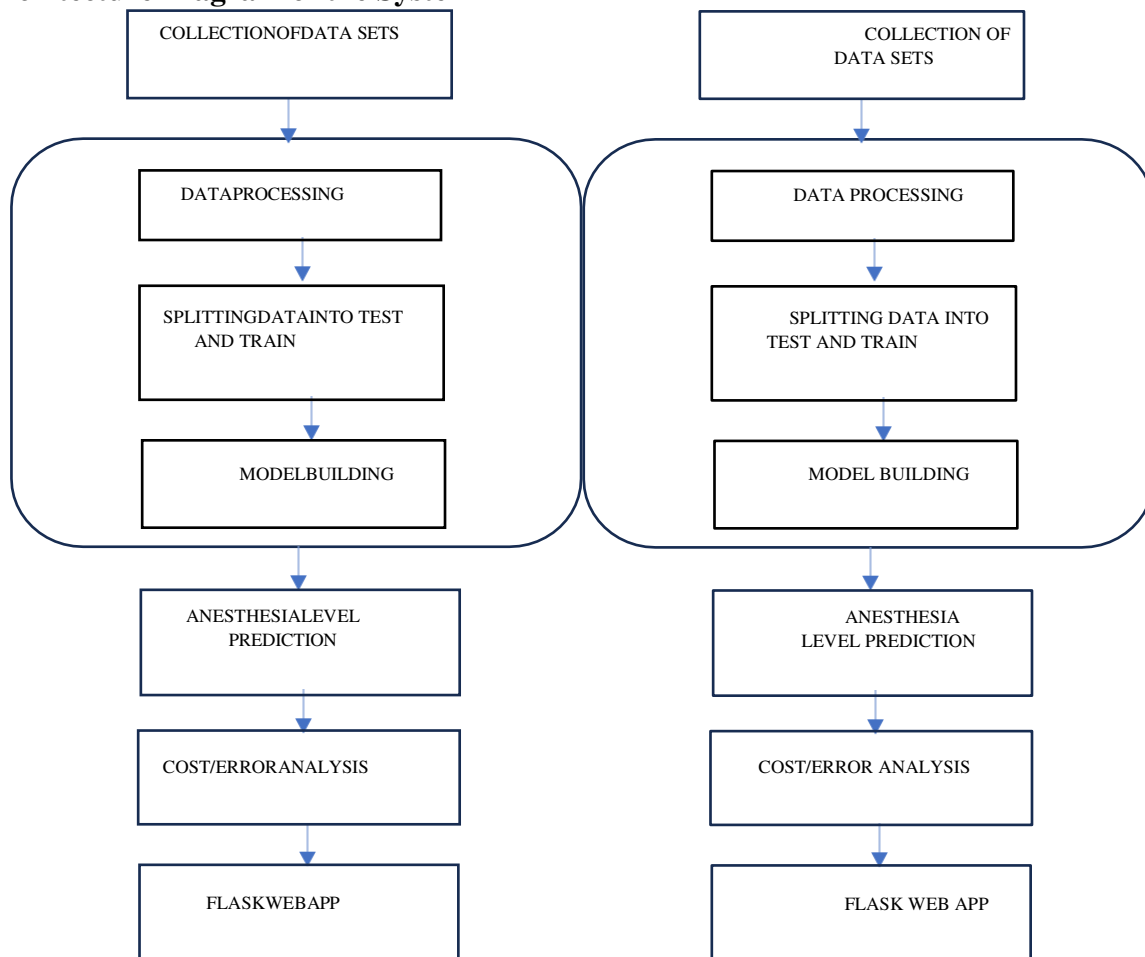 COLLECTIONOFDATA SETS
DATAPROCESSING
SPLITTINGDATAINTO TEST
AND TRAIN
MODELBUILDING
ANESTHESIALEVEL
PREDICTION
COST/ERRORANALYSIS
FLASKWEBAPP
COLLECTION OF
DATA SETS
DATA PROCESSING
SPLITTING DATA INTO
TEST AND TRAIN
MODEL BUILDING
ANESTHESIA
LEVEL PREDICTION
COST/ERROR ANALYSIS
FLASK WEB APP